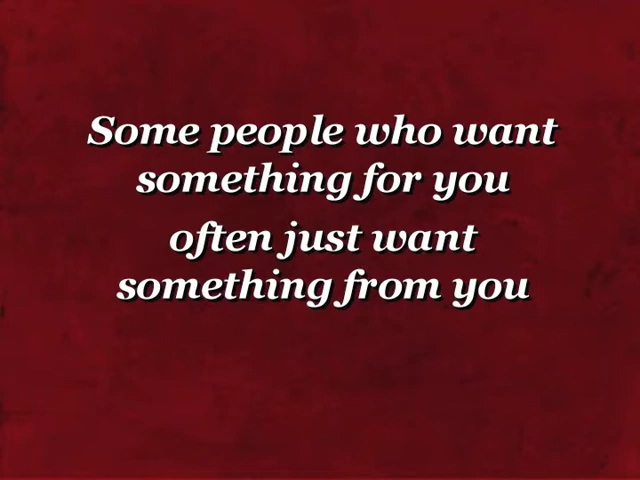 Some people who want
something for you
often just want
something from you